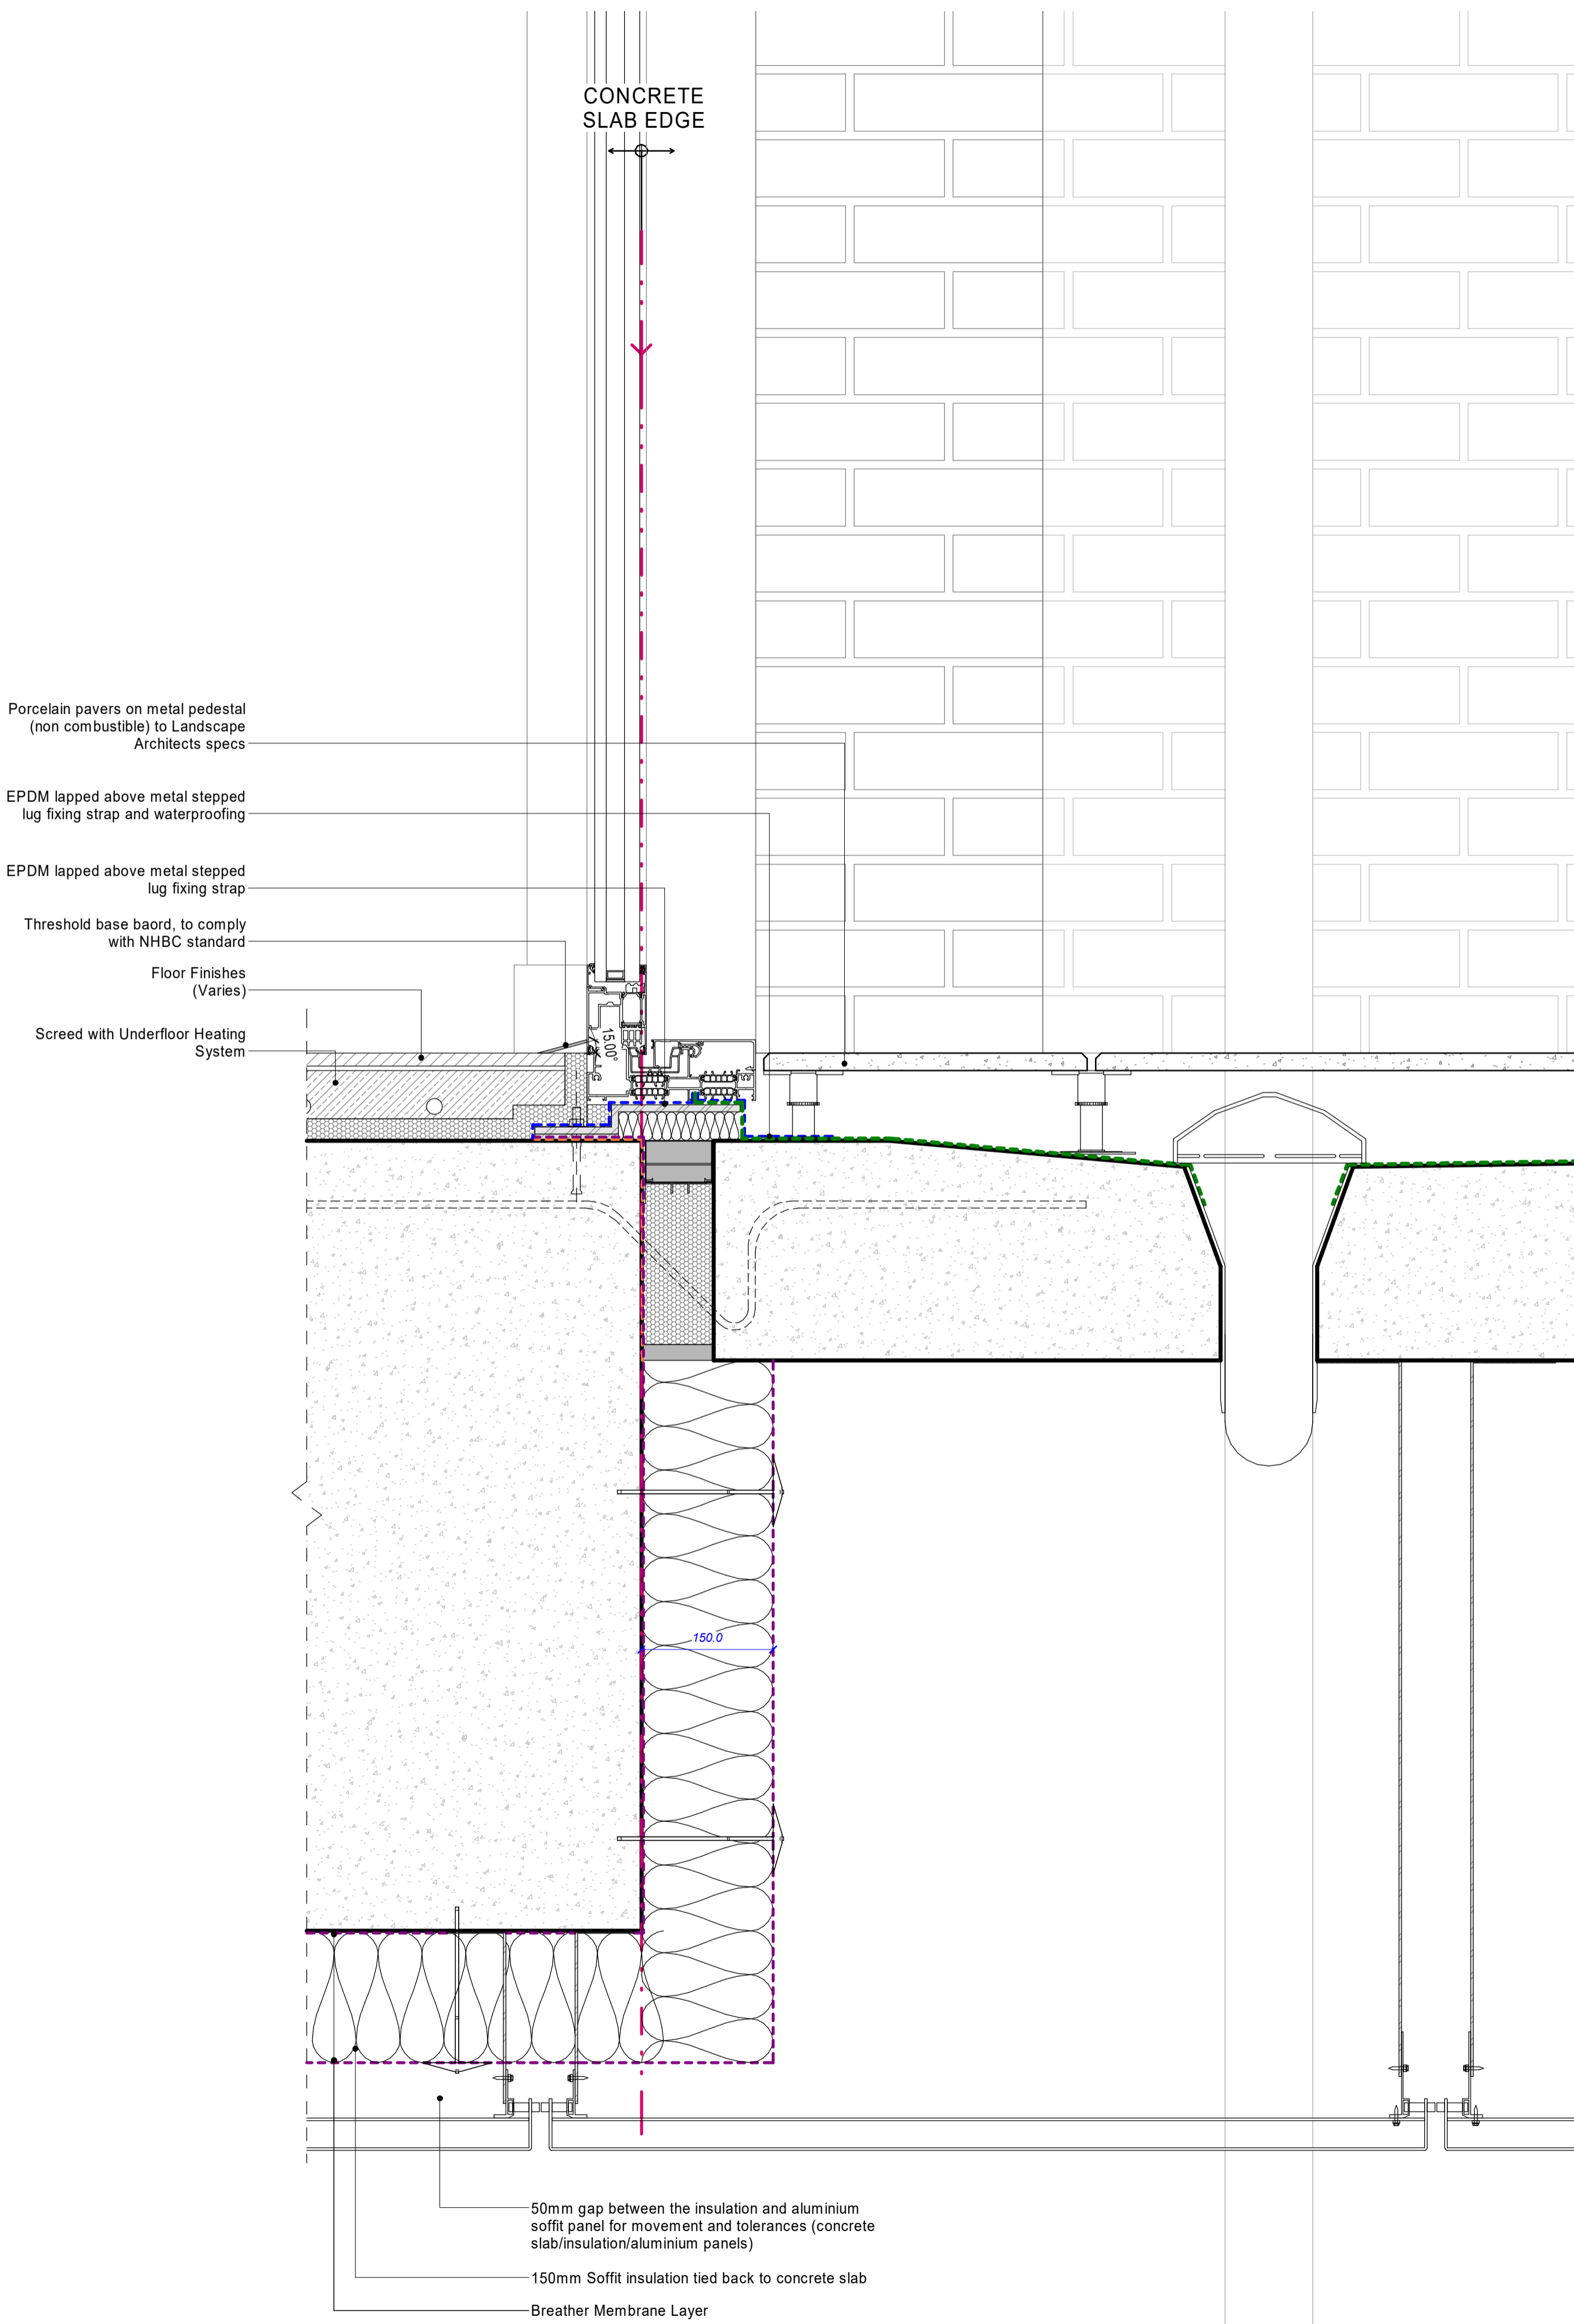 CONCRETE
SLAB EDGE
Porcelain pavers on metal pedestal
(non combustible) to Landscape
Architects specs
EPDM lapped above metal stepped
lug fixing strap and waterproofing
EPDM lapped above metal stepped
lug fixing strap
Threshold base baord, to comply
with NHBC standard
Floor Finishes
(Varies)
Screed with Underfloor Heating
System
15.00°
150.0
50mm gap between the insulation and aluminium
soffit panel for movement and tolerances (concrete
slab/insulation/aluminium panels)
150mm Soffit insulation tied back to concrete slab
Breather Membrane Layer